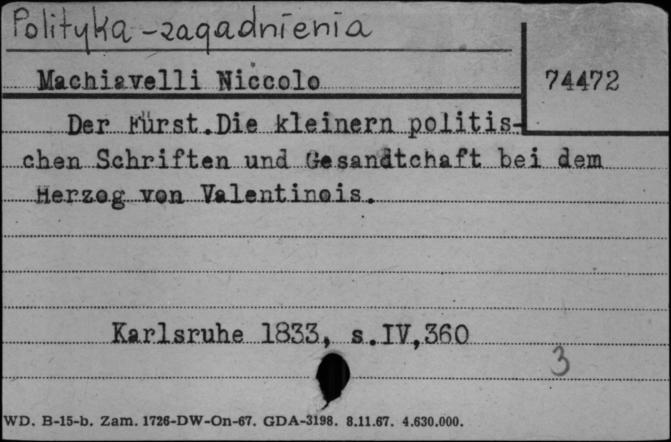 Polityka - zagadnienia
Machiavelli Niccolo
74472
Der Fürst.Die kleinern politis-
chen Schriften und Gesandtchaft bei dem
Herzog von Valentinois.
Karlsruhe 1833, s.IV,360
3
WD. B-15-b. Zam. 1726-DW-On-67. GDA-3198. 8.11.67. 4.630.000.